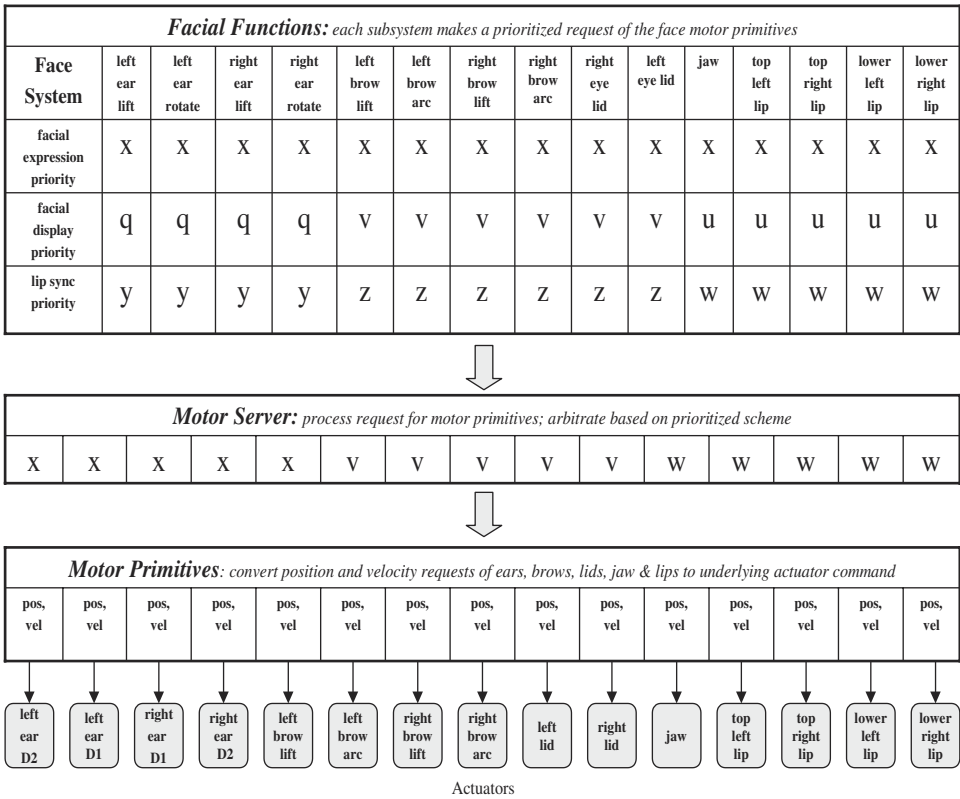 Facial Functions: each subsystem makes a prioritized request of the face motor primitives
Face System
left ear lift
left ear rotate
right ear lift
right ear rotate
left brow lift
left brow arc
right brow lift
right brow arc
right eye lid
left eye lid
jaw
top left lip
top right lip
lower left lip
lower right lip
facial expression priority
x x x x x x x x x x x x x x x
facial display priority
q q q q v v v v v v u u u u u
lip sync priority
y y y y z z z z z z w w w w w
Motor Server: process request for motor primitives; arbitrate based on prioritized scheme
x x x x x v v v v v w w w w w
Motor Primitives: convert position and velocity requests of ears, brows, lids, jaw & lips to underlying actuator command
pos, vel pos, vel pos, vel pos, vel pos, vel pos, vel pos, vel pos, vel pos, vel pos, vel pos, vel pos, vel pos, vel pos, vel pos, vel
left ear D2
left ear D1
right ear D1
right ear D2
left brow lift
left brow arc
right brow lift
right brow arc
left lid
right lid
jaw
top left lip
top right lip
lower left lip
lower right lip
Actuators